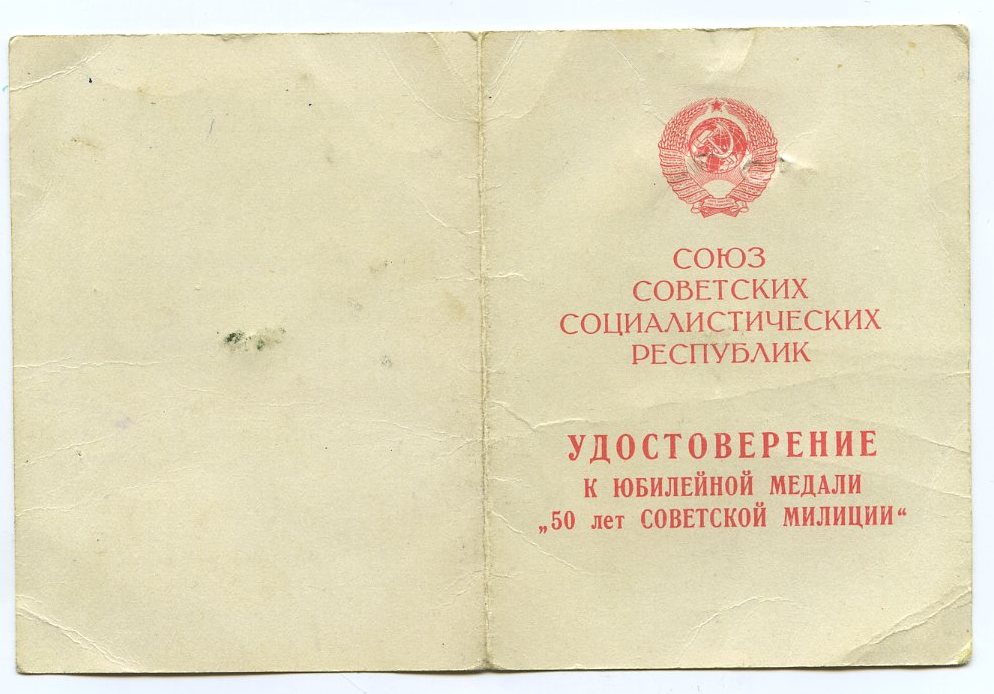 СОЮЗ
СОВЕТСКИХ
СОЦИАЛИСТИЧЕСКИХ
РЕСПУБЛИК
УДОСТОВЕРЕНИЕ
К ЮБИЛЕЙНОЙ МЕДАЛИ
„50 лет СОВЕТСКОЙ МИЛИЦИИ“